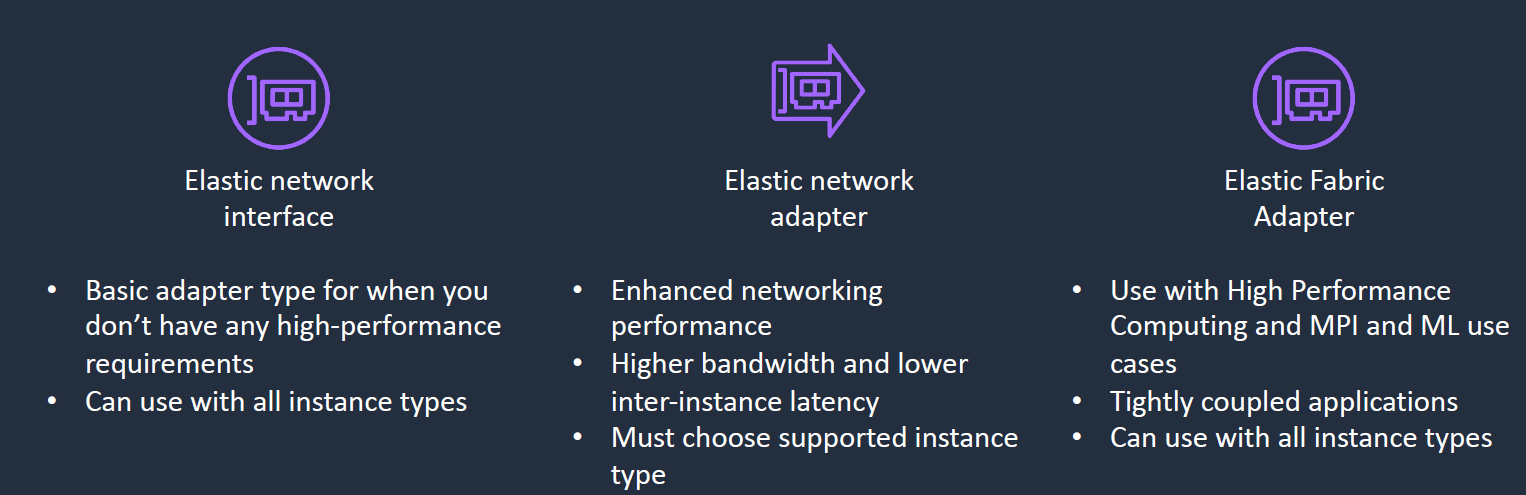 Elastic network
interface
• Basic adapter type for when you
don’t have any high-performance
requirements
• Can use with all instance types
Elastic network
adapter
• Enhanced networking
performance
• Higher bandwidth and lower
inter-instance latency
• Must choose supported instance
type
Elastic Fabric
Adapter
• Use with High Performance
Computing and MPI and ML use
cases
• Tightly coupled applications
• Can use with all instance types